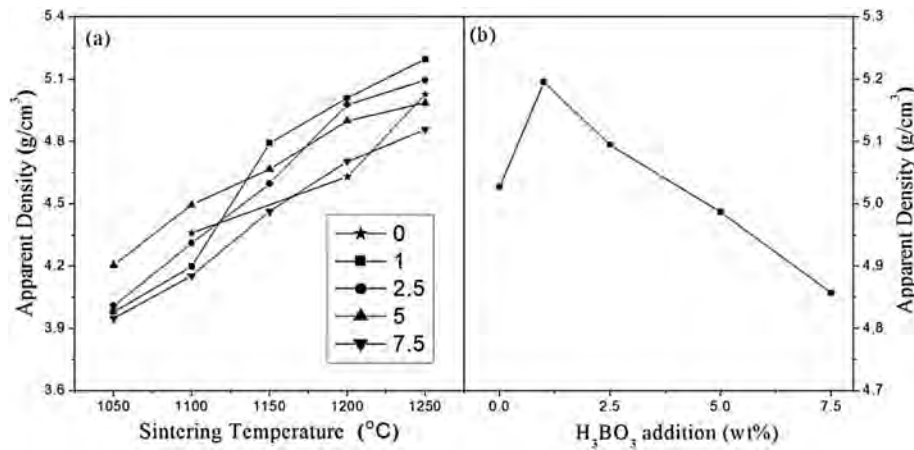 (a)
5.4
5.1
4.8
4.5
4.2
3.9
3.6
Apparent Density (g/cm³)
1050 1100 1150 1200 1250
Sintering Temperature (°C)
0
1
2.5
5
7.5
(b)
5.3
5.2
5.1
5.0
4.9
4.8
4.7
Apparent Density (g/cm³)
0.0 2.5 5.0 7.5
H₃BO₃ addition (wt%)